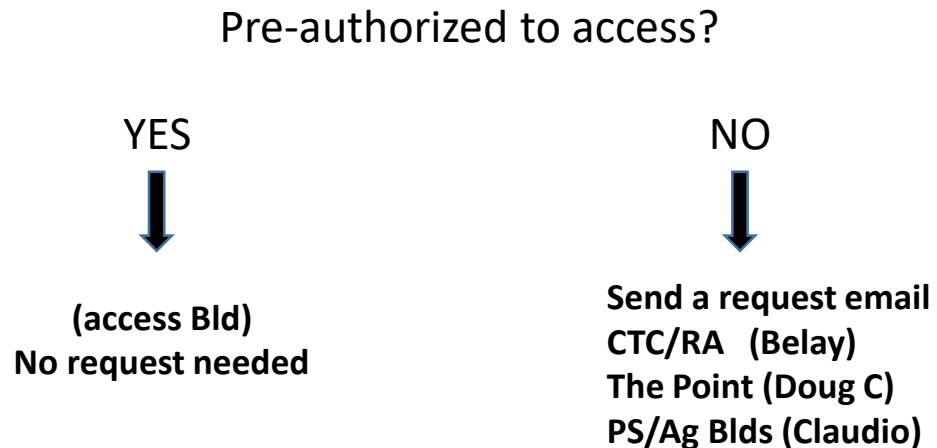 Pre-authorized to access?
YES
(access Bld)
No request needed
NO
Send a request email
CTC/RA (Belay)
The Point (Doug C)
PS/Ag Blds (Claudio)